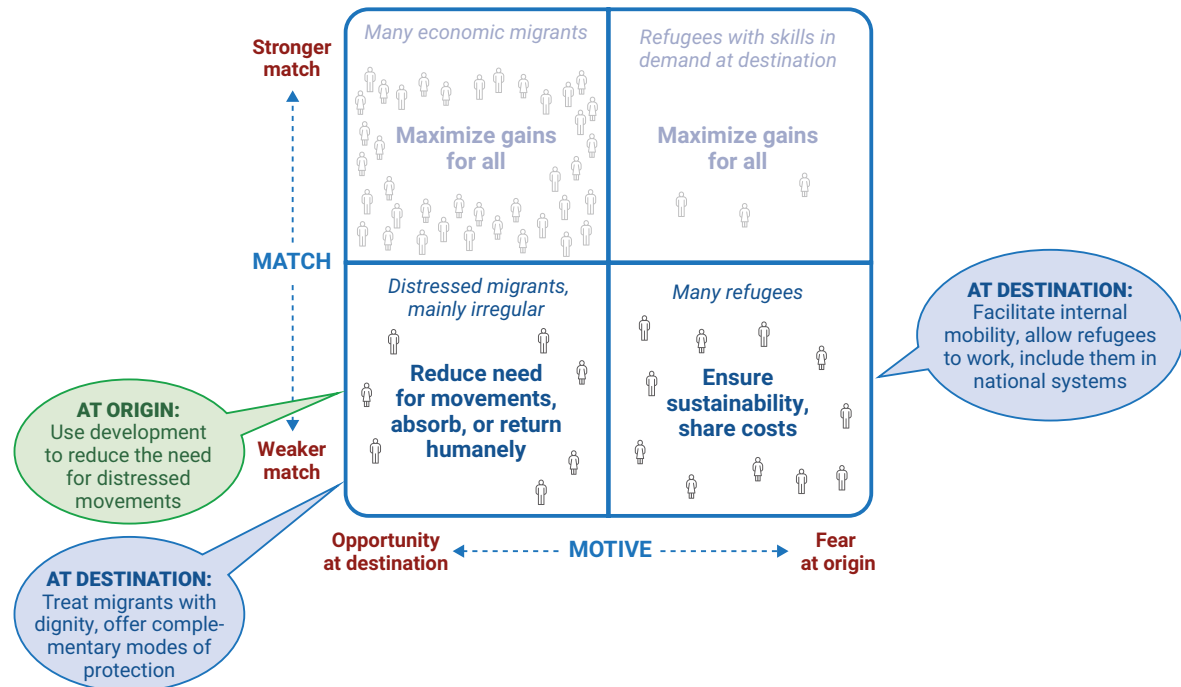 Many economic migrants
Refugees with skills in
demand at destination
Stronger
match
Maximize gains
for all
Maximize gains
for all
MATCH
Distressed migrants,
mainly irregular
Many refugees
AT DESTINATION:
Facilitate internal
mobility, allow refugees
to work, include them in
national systems
Reduce need
for movements,
absorb, or return
humanely
Ensure
sustainability,
share costs
AT ORIGIN:
Use development
to reduce the need
for distressed
movements
Weaker
match
Opportunity
at destination
MOTIVE
Fear
at origin
AT DESTINATION:
Treat migrants with
dignity, offer comple-
mentary modes of
protection